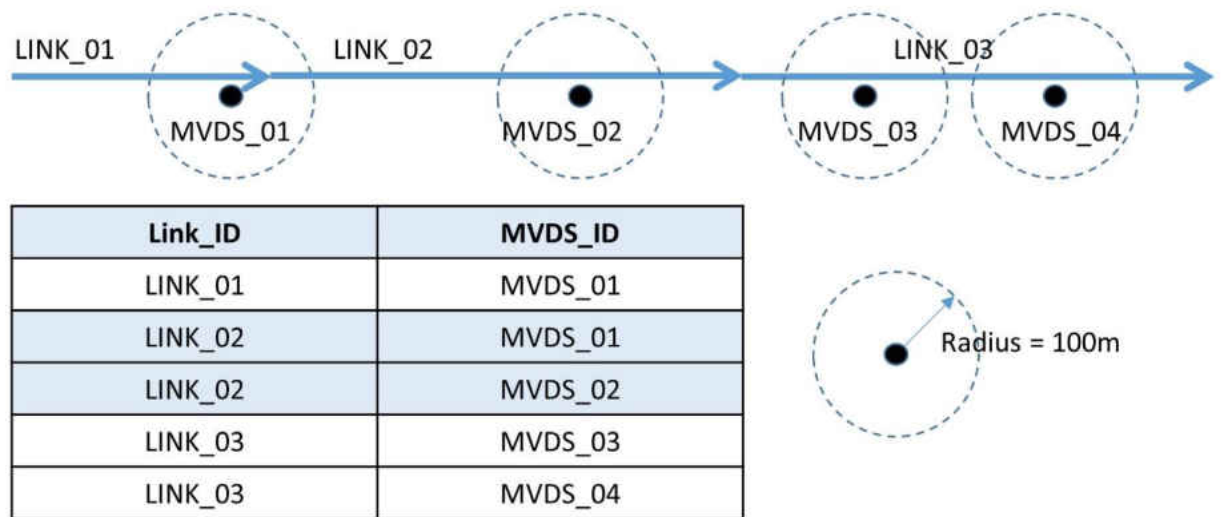 LINK_01 LINK_02 LINK_03
MVDS_01 MVDS_02 MVDS_03 MVDS_04
Link_ID MVDS_ID
LINK_01 MVDS_01
LINK_02 MVDS_01
LINK_02 MVDS_02
LINK_03 MVDS_03
LINK_03 MVDS_04
Radius = 100m